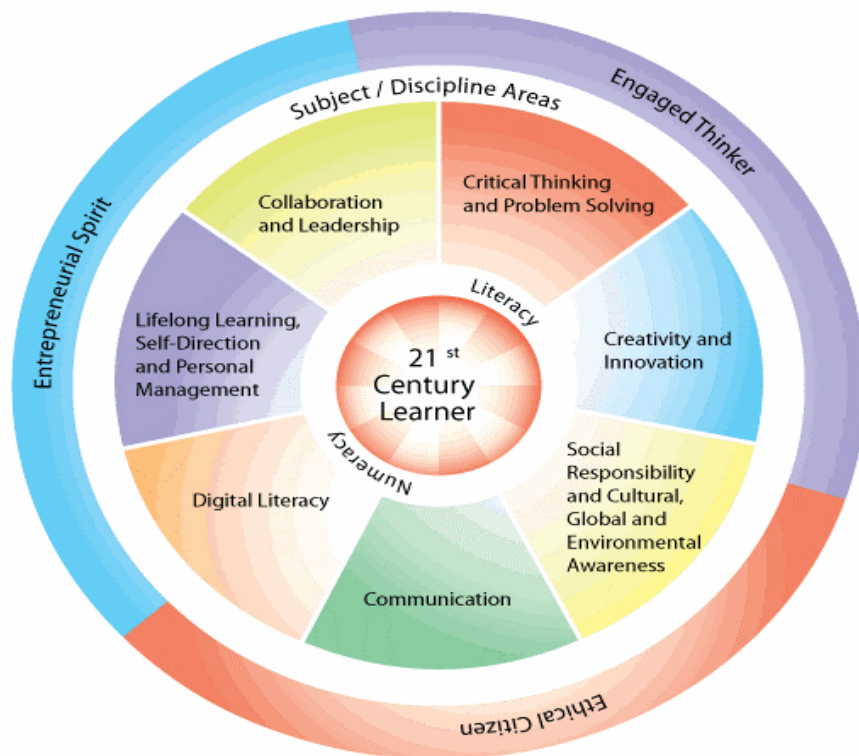 Subject / Discipline Areas
Engaged Thinker
Entrepreneurial Spirit
Ethical Citizen
Collaboration
and Leadership
Critical Thinking
and Problem Solving
Lifelong Learning,
Self-Direction
and Personal
Management
Literacy
21 st
Century
Learner
Numeracy
Creativity and
Innovation
Digital Literacy
Social
Responsibility
and Cultural,
Global and
Environmental
Awareness
Communication